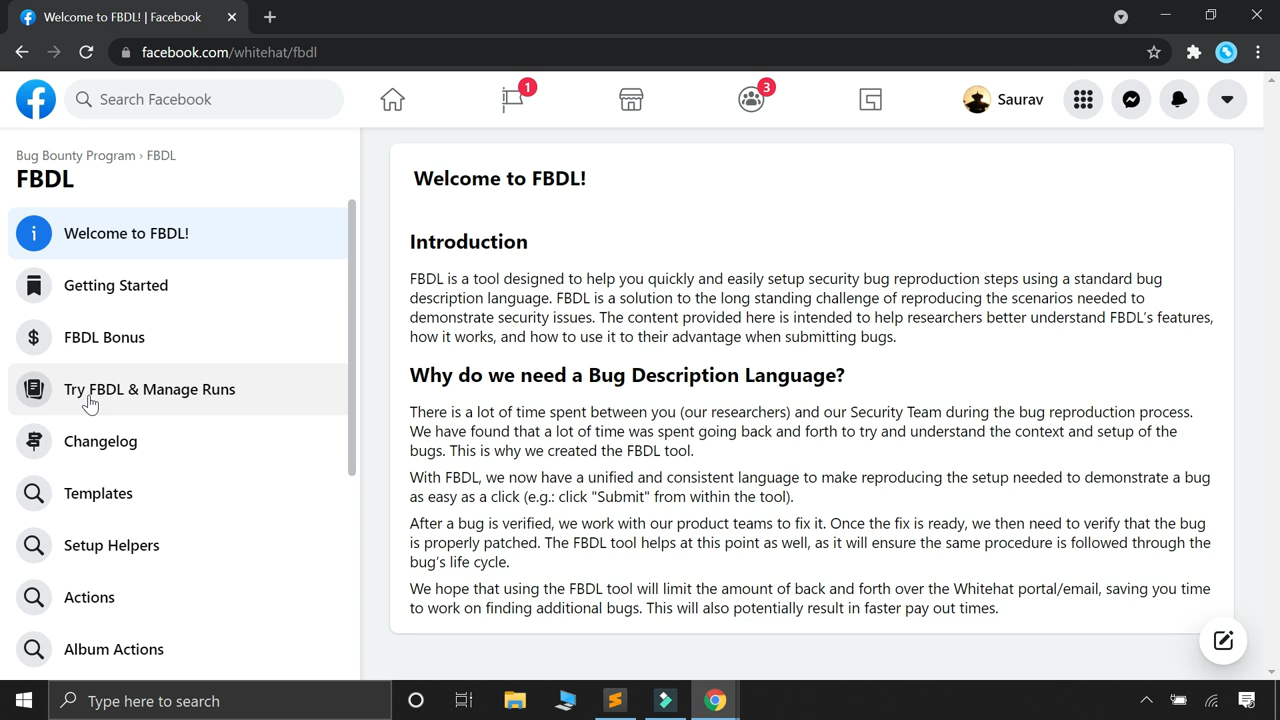 Welcome to FBDL! | Facebook
facebook.com/whitehat/fbdl
Search Facebook
1
3
Saurav
Bug Bounty Program › FBDL
FBDL
Welcome to FBDL!
Getting Started
FBDL Bonus
Try FBDL & Manage Runs
Changelog
Templates
Setup Helpers
Actions
Album Actions
Welcome to FBDL!
Introduction
FBDL is a tool designed to help you quickly and easily setup security bug reproduction steps using a standard bug
description language. FBDL is a solution to the long standing challenge of reproducing the scenarios needed to
demonstrate security issues. The content provided here is intended to help researchers better understand FBDL's features,
how it works, and how to use it to their advantage when submitting bugs.
Why do we need a Bug Description Language?
There is a lot of time spent between you (our researchers) and our Security Team during the bug reproduction process.
We have found that a lot of time was spent going back and forth to try and understand the context and setup of the
bugs. This is why we created the FBDL tool.
With FBDL, we now have a unified and consistent language to make reproducing the setup needed to demonstrate a bug
as easy as a click (e.g.: click "Submit" from within the tool).
After a bug is verified, we work with our product teams to fix it. Once the fix is ready, we then need to verify that the bug
is properly patched. The FBDL tool helps at this point as well, as it will ensure the same procedure is followed through the
bug's life cycle.
We hope that using the FBDL tool will limit the amount of back and forth over the Whitehat portal/email, saving you time
to work on finding additional bugs. This will also potentially result in faster pay out times.
Type here to search